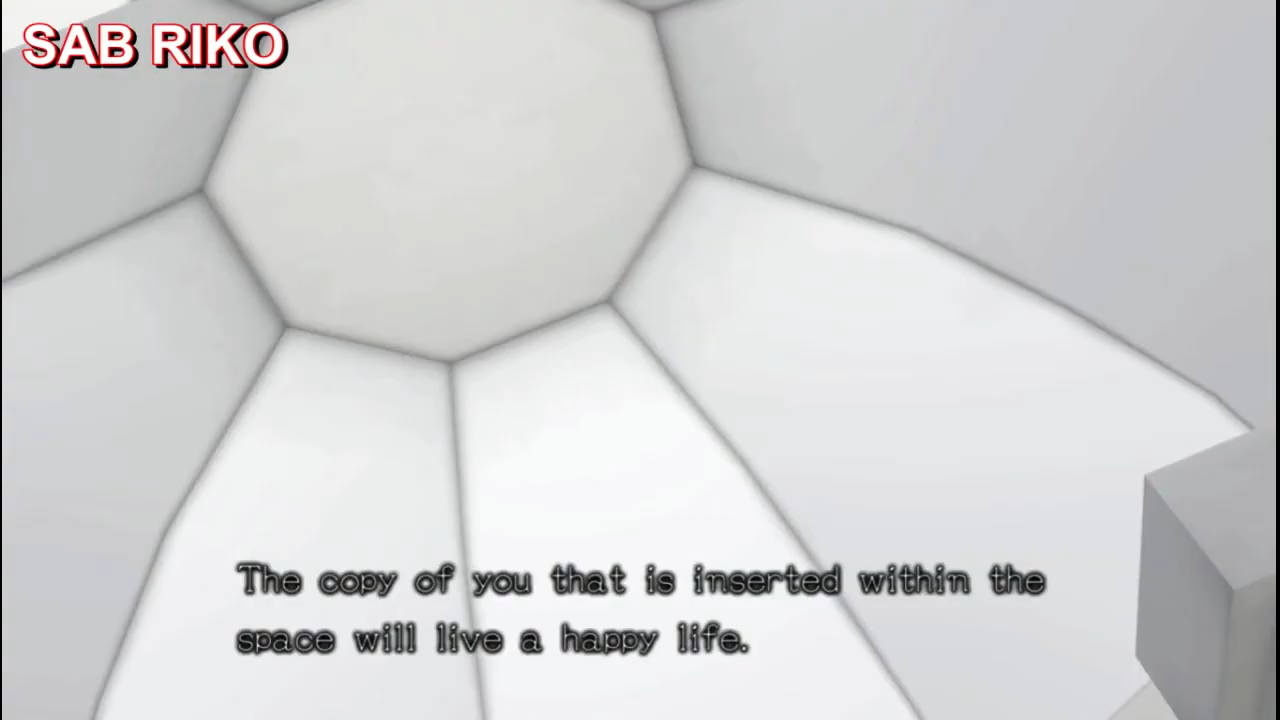 SAB RIKO
The copy of you that is inserted within the
space will live a happy life.